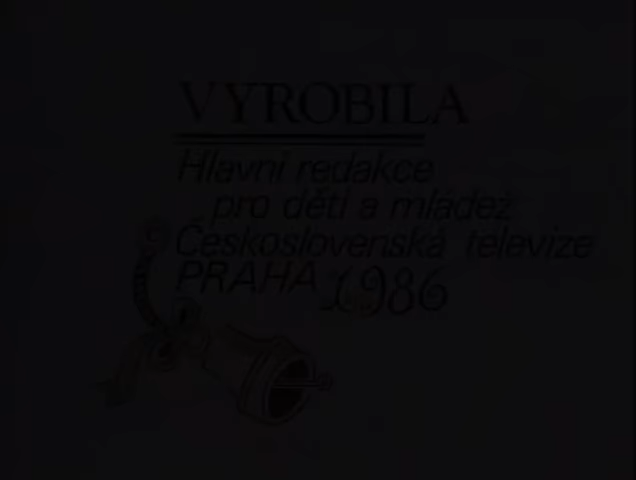 VYROBILA
Hlavní redakce
pro děti a mládež
Československá televize
PRAHA 1986